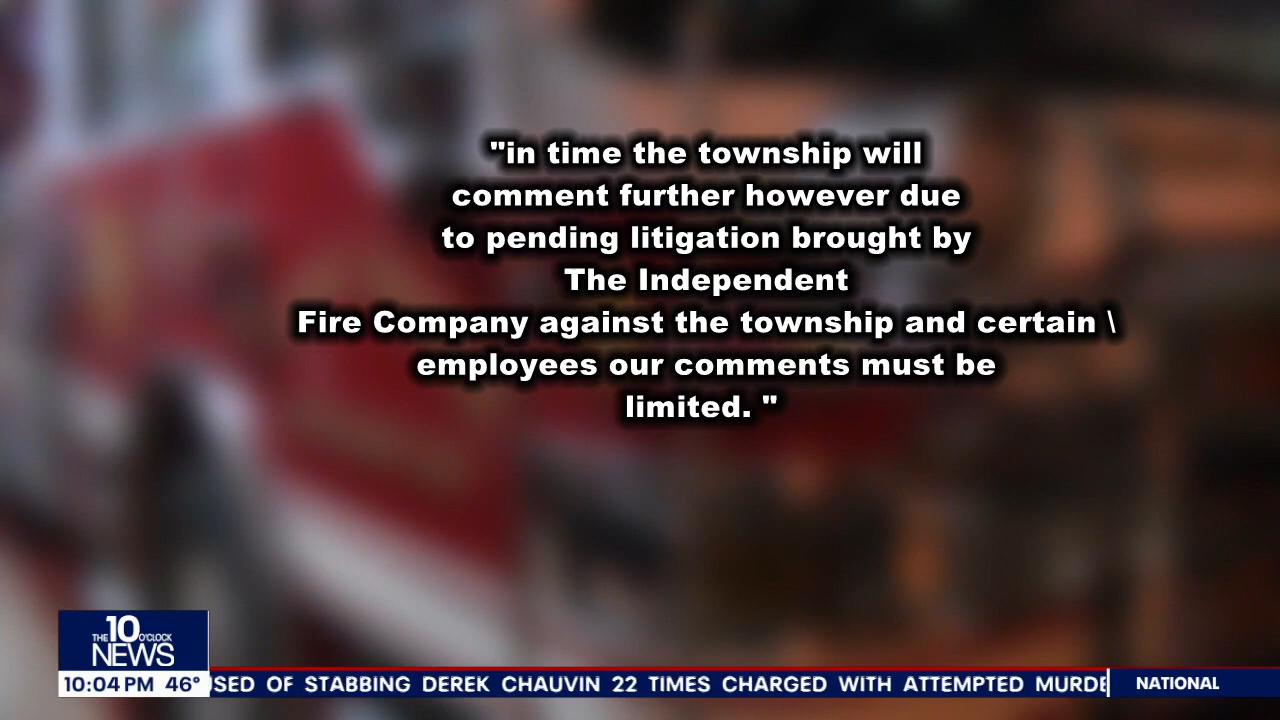 "in time the township will
comment further however due
to pending litigation brought by
The Independent
Fire Company against the township and certain \
employees our comments must be
limited. "
THE 10 O'CLOCK
NEWS
10:04 PM 46°
OF STABBING DEREK CHAUVIN 22 TIMES CHARGED WITH ATTEMPTED
NATIONAL